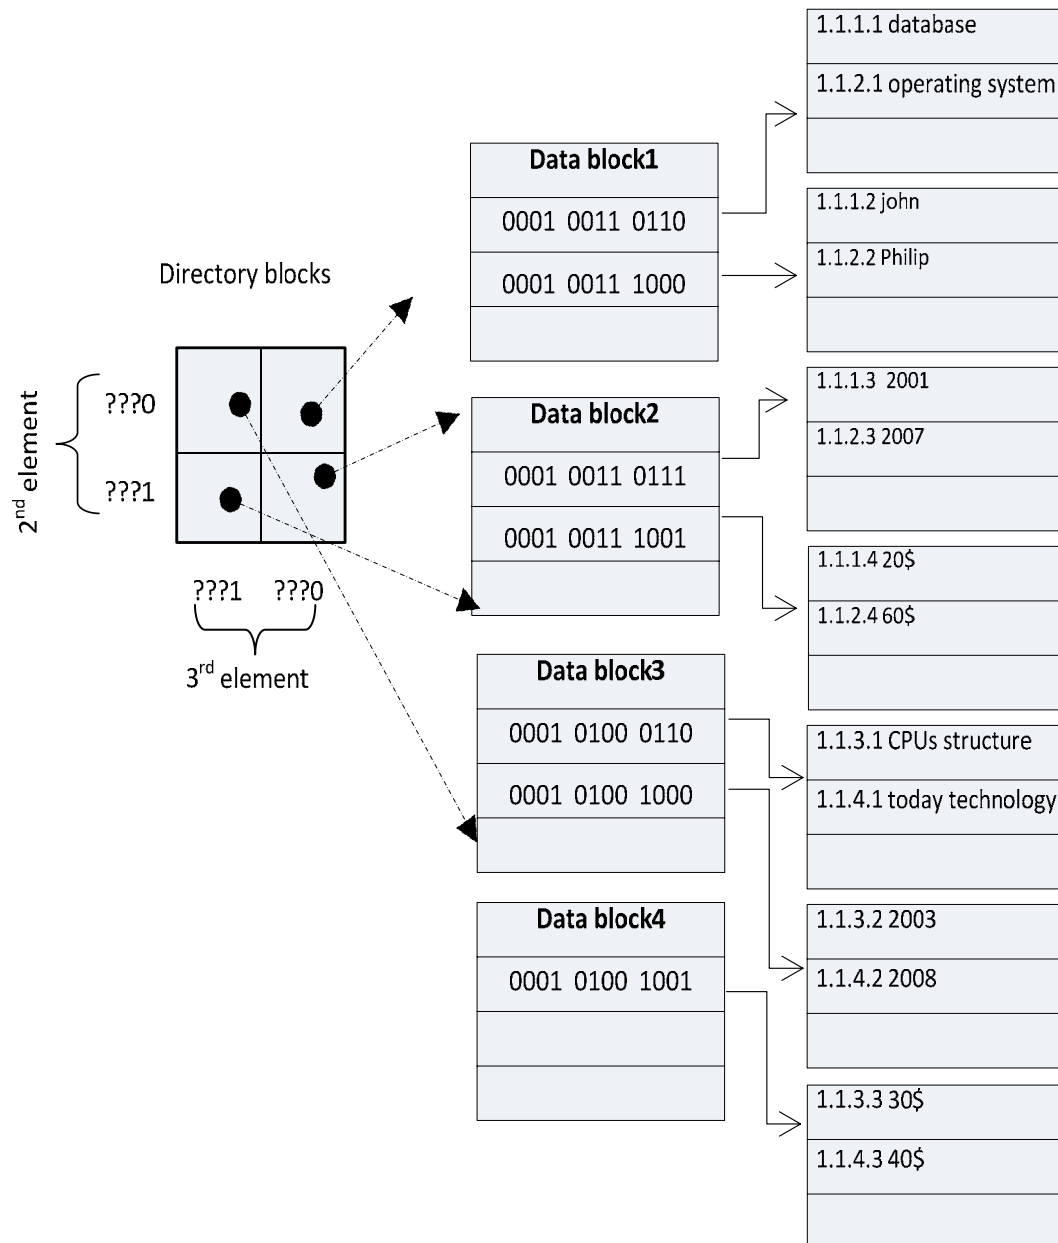 Directory blocks
2nd element
???0
???1
???1 ???0
3rd element
Data block1
0001 0011 0110
0001 0011 1000
Data block2
0001 0011 0111
0001 0011 1001
Data block3
0001 0100 0110
0001 0100 1000
Data block4
0001 0100 1001
1.1.1.1 database
1.1.2.1 operating system
1.1.1.2 john
1.1.2.2 Philip
1.1.1.3 2001
1.1.2.3 2007
1.1.1.4 20$
1.1.2.4 60$
1.1.3.1 CPUs structure
1.1.4.1 today technology
1.1.3.2 2003
1.1.4.2 2008
1.1.3.3 30$
1.1.4.3 40$